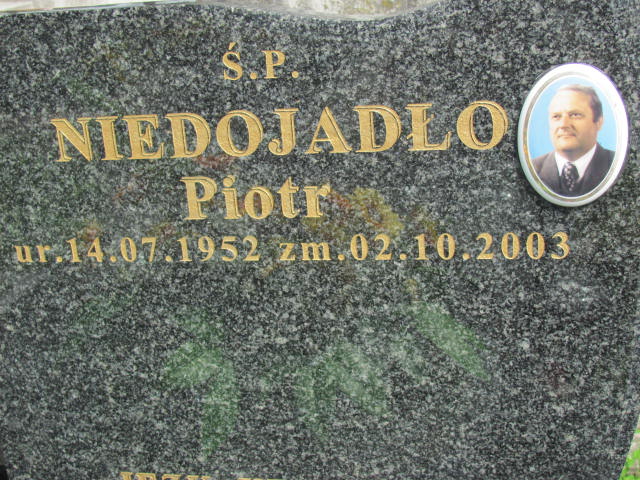 Ś.P.
NIEDOJADŁO
Piotr
ur.14.07.1952 zm.02.10.2003